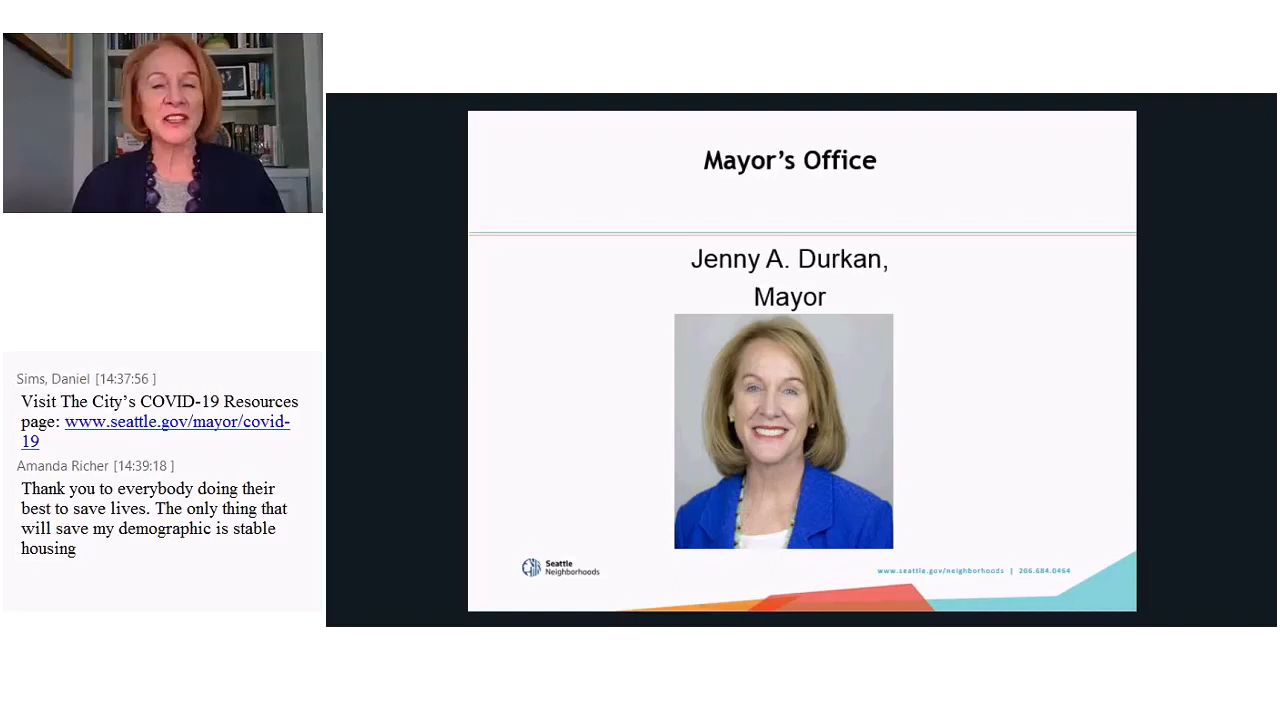 Mayor's Office
Jenny A. Durkan,
Mayor
Seattle
Neighborhoods
www.seattle.gov/neighborhoods | 206.684.0464
Sims, Daniel [14:37:56 ]
Visit The City's COVID-19 Resources
page: www.seattle.gov/mayor/covid-
19
Amanda Richer [14:39:18 ]
Thank you to everybody doing their
best to save lives. The only thing that
will save my demographic is stable
housing